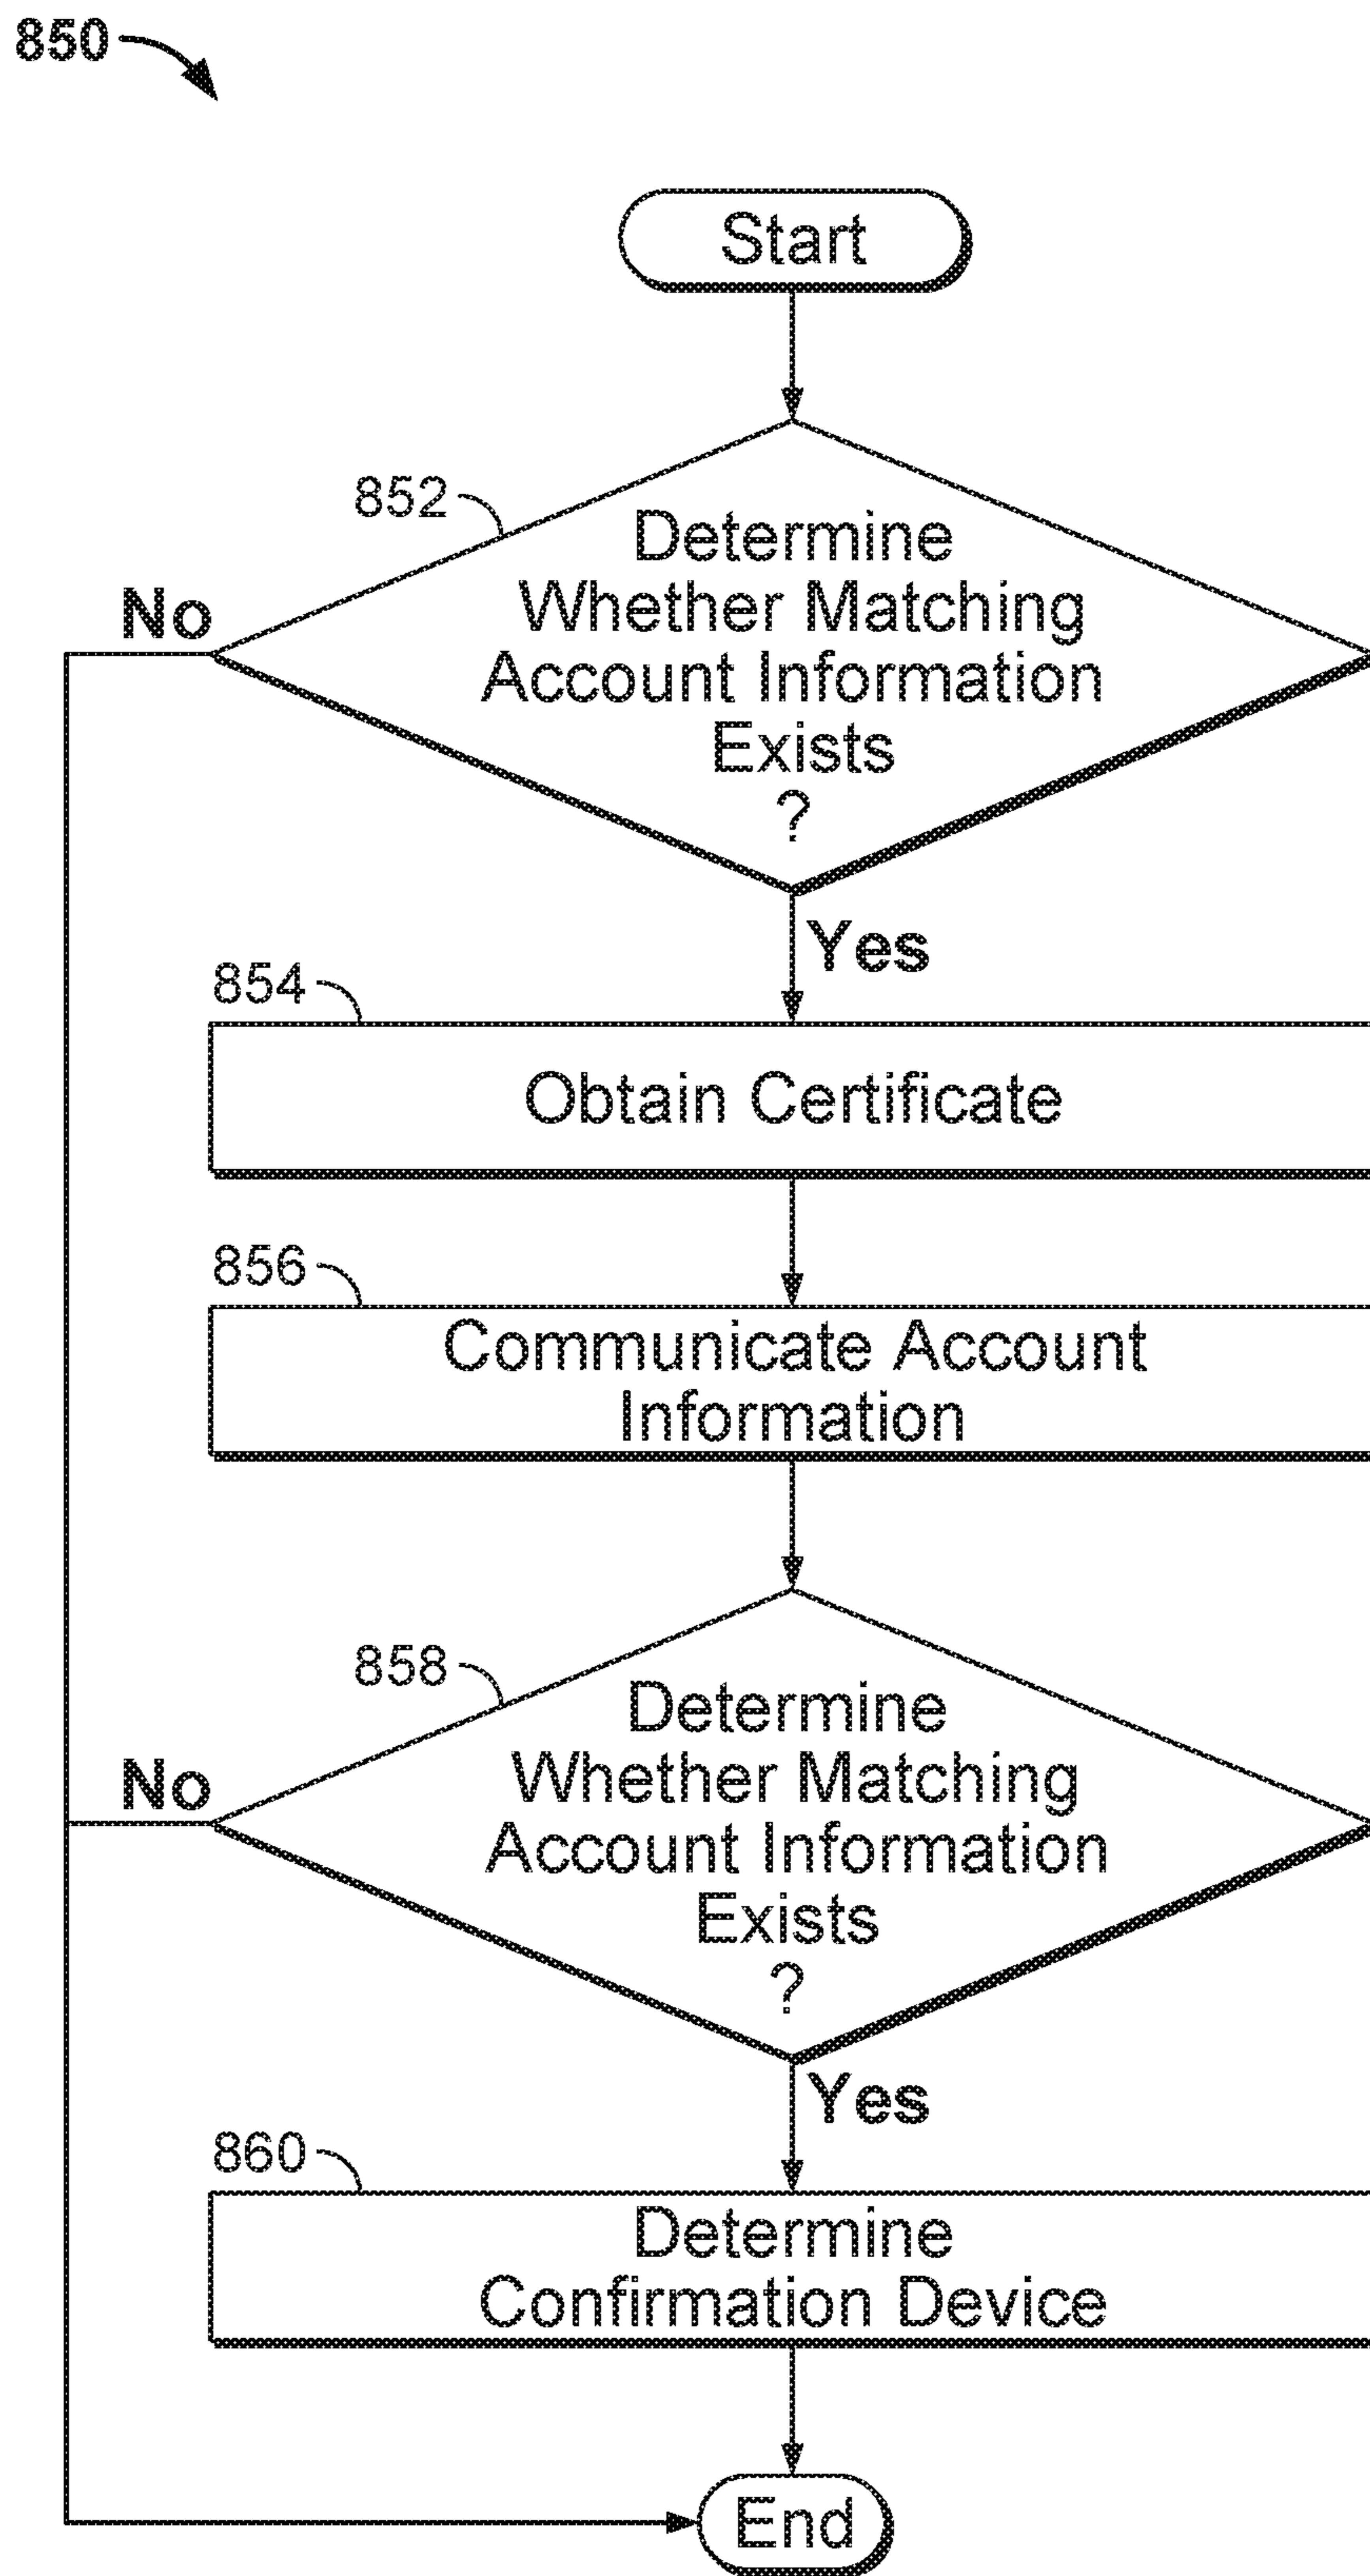 850
Start
852
Determine
Whether Matching
Account Information
Exists
?
No
Yes
854
Obtain Certificate
856
Communicate Account
Information
858
Determine
Whether Matching
Account Information
Exists
?
No
Yes
860
Determine
Confirmation Device
End